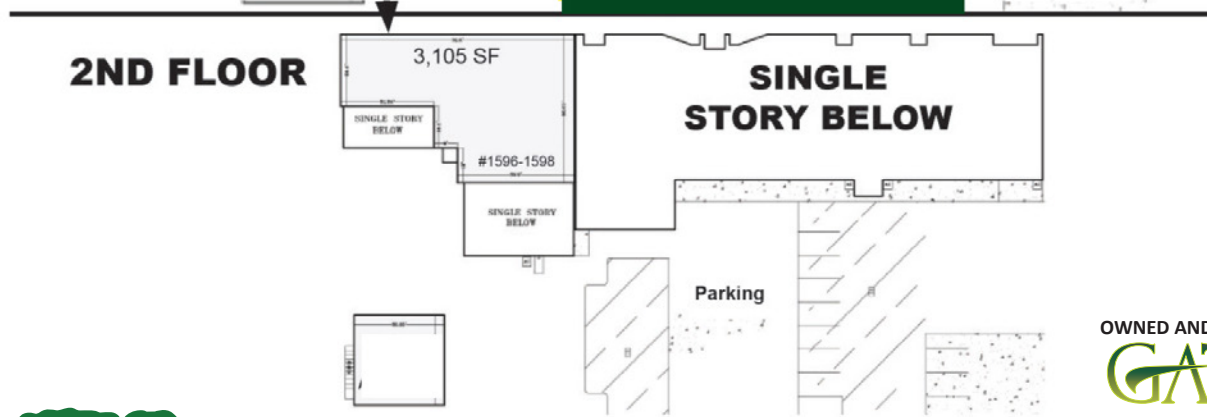 2ND FLOOR
3,105 SF
SINGLE STORY
BELOW
#1596-1598
SINGLE STORY
BELOW
SINGLE
STORY BELOW
Parking
OWNED AND
GAT